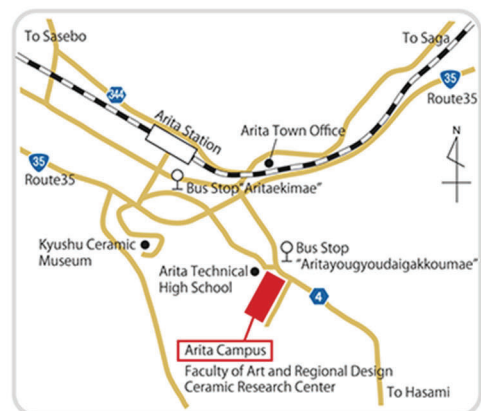 To Sasebo
To Saga
344
35
Route35
Arita Station
Arita Town Office
N
35
Route35
Bus Stop"Aritaekimae"
Kyushu Ceramic
Museum
Bus Stop
"Aritayougyoudaigakkoumae"
Arita Technical
High School
4
Arita Campus
Faculty of Art and Regional Design
Ceramic Research Center
To Hasami